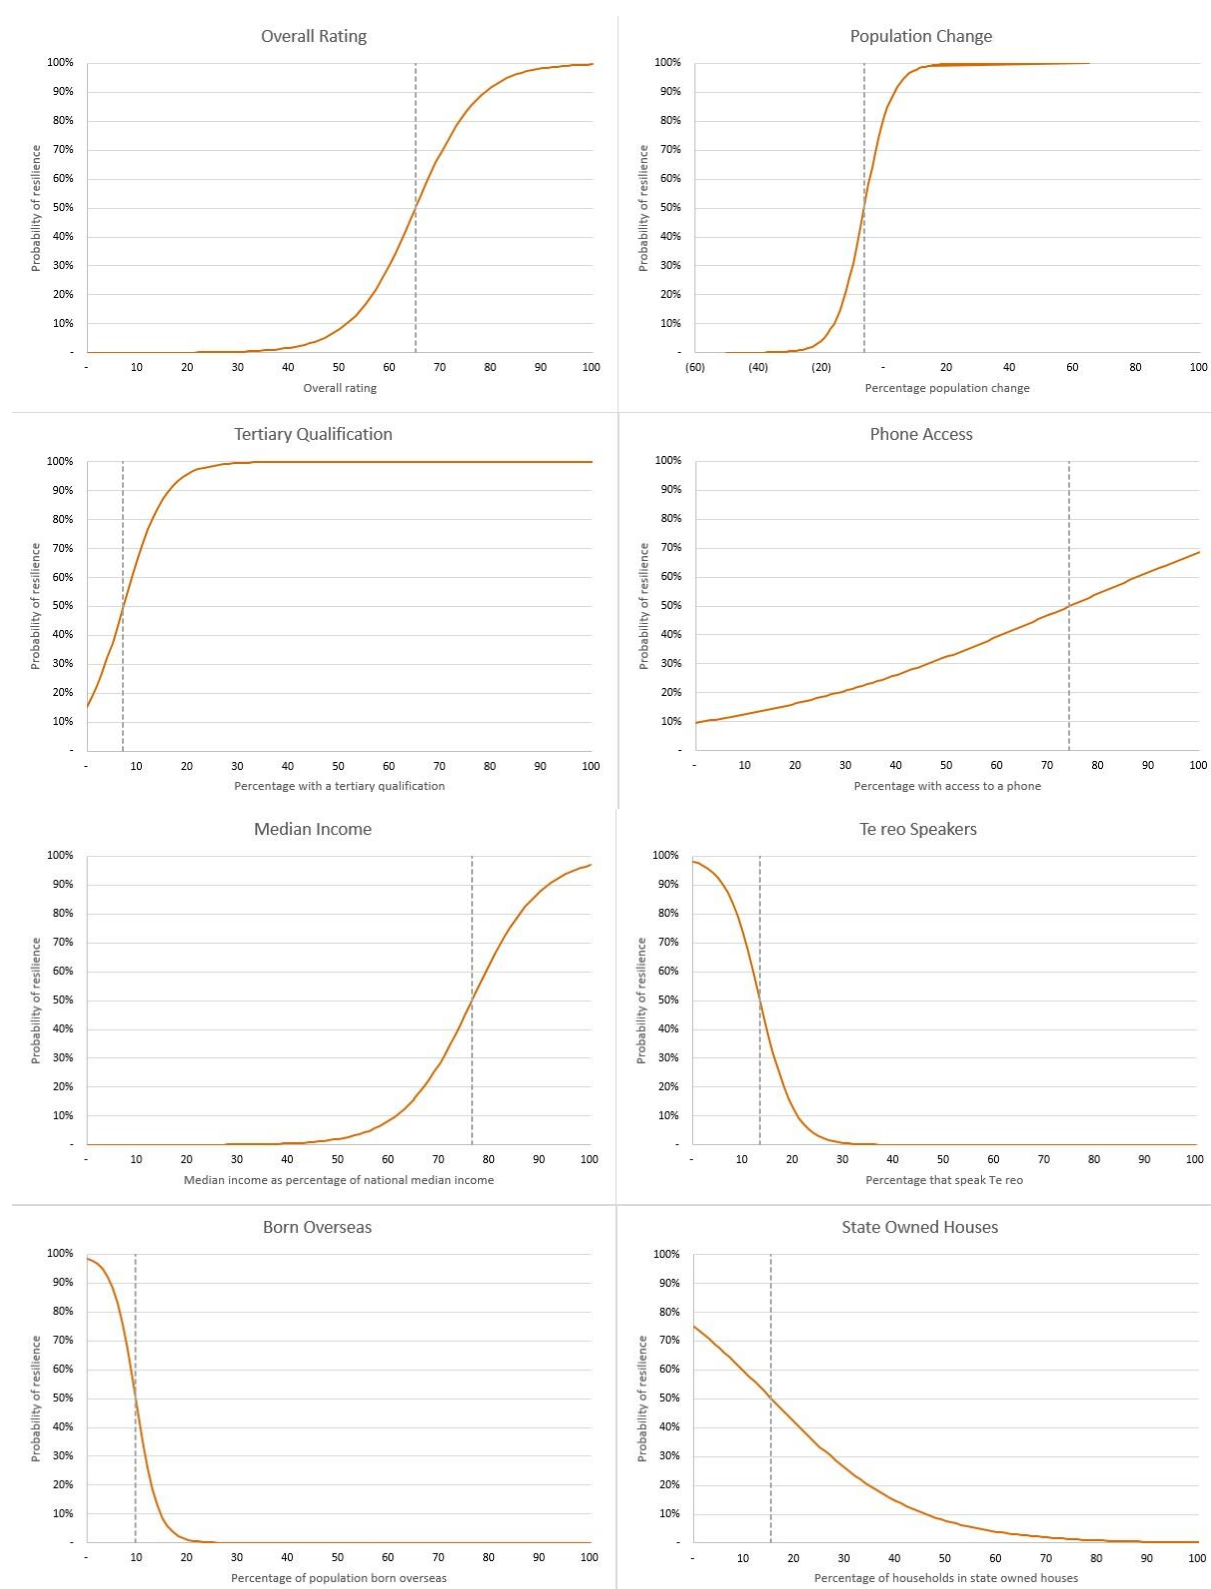 Overall Rating
Probability of resilience
100%
90%
80%
70%
60%
50%
40%
30%
20%
10%
-
- 10 20 30 40 50 60 70 80 90 100
Overall rating
Population Change
Probability of resilience
100%
90%
80%
70%
60%
50%
40%
30%
20%
10%
-
(60) (40) (20) - 20 40 60 80 100
Percentage population change
Tertiary Qualification
Probability of resilience
100%
90%
80%
70%
60%
50%
40%
30%
20%
10%
-
- 10 20 30 40 50 60 70 80 90 100
Percentage with a tertiary qualification
Phone Access
Probability of resilience
100%
90%
80%
70%
60%
50%
40%
30%
20%
10%
-
- 10 20 30 40 50 60 70 80 90 100
Percentage with access to a phone
Median Income
Probability of resilience
100%
90%
80%
70%
60%
50%
40%
30%
20%
10%
-
- 10 20 30 40 50 60 70 80 90 100
Median income as percentage of national median income
Te reo Speakers
Probability of resilience
100%
90%
80%
70%
60%
50%
40%
30%
20%
10%
-
- 10 20 30 40 50 60 70 80 90 100
Percentage that speak Te reo
Born Overseas
Probability of resilience
100%
90%
80%
70%
60%
50%
40%
30%
20%
10%
-
- 10 20 30 40 50 60 70 80 90 100
Percentage of population born overseas
State Owned Houses
Probability of resilience
100%
90%
80%
70%
60%
50%
40%
30%
20%
10%
-
- 10 20 30 40 50 60 70 80 90 100
Percentage of households in state owned houses